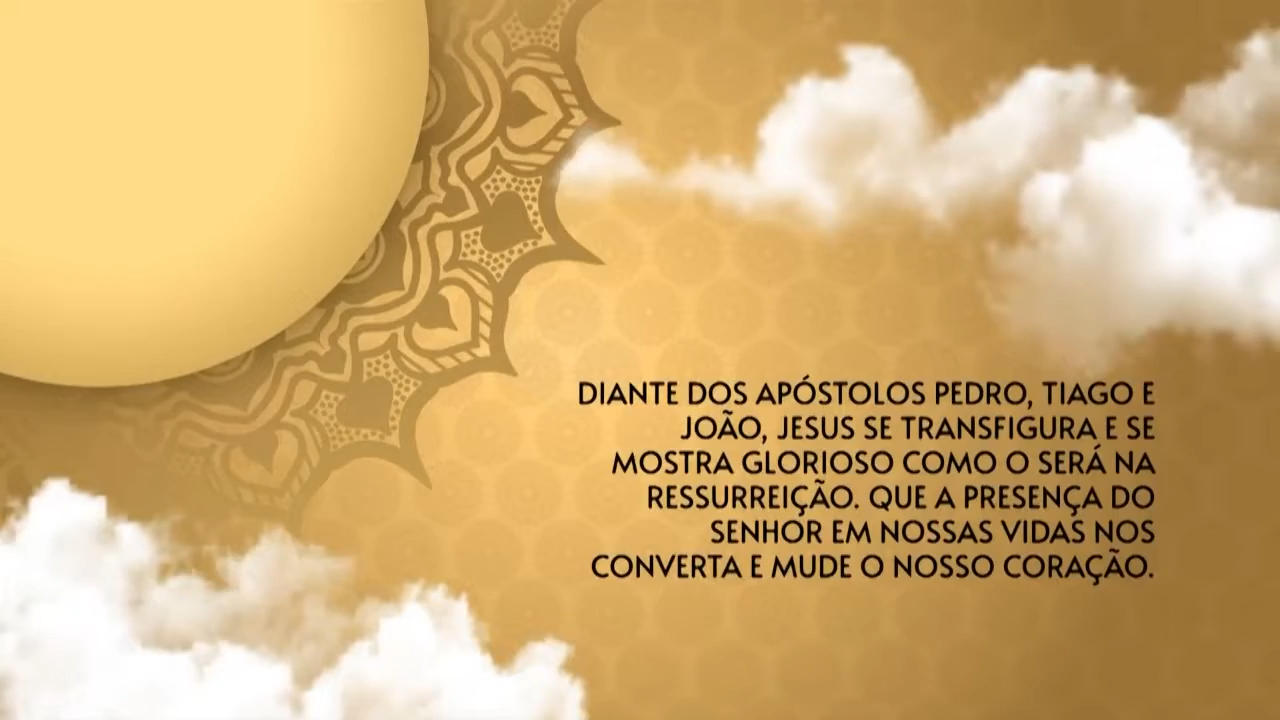 DIANTE DOS APÓSTOLOS PEDRO, TIAGO E
JOÃO, JESUS SE TRANSFIGURA E SE
MOSTRA GLORIOSO COMO O SERÁ NA
RESSURREIÇÃO. QUE A PRESENÇA DO
SENHOR EM NOSSAS VIDAS NOS
CONVERTA E MUDE O NOSSO CORAÇÃO.